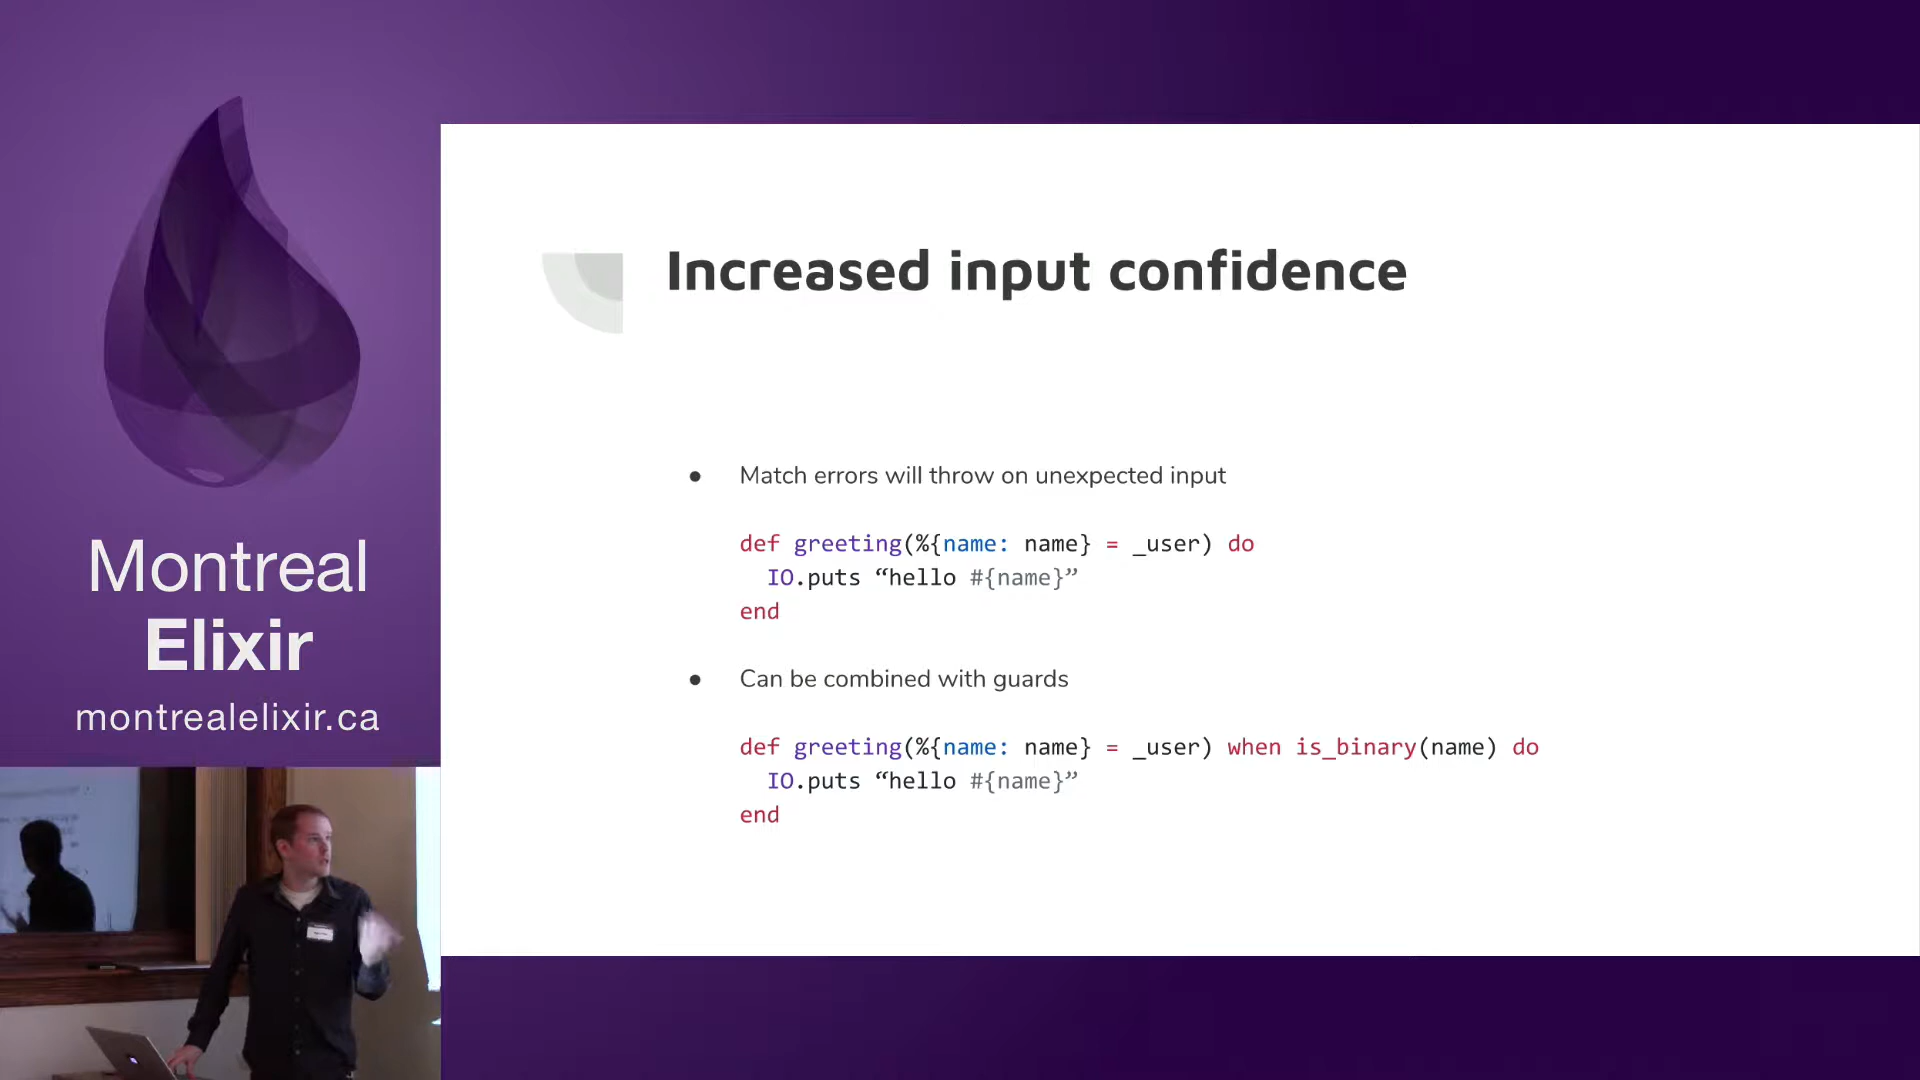 Montreal
Elixir
montrealelixir.ca
Increased input confidence
● Match errors will throw on unexpected input
def greeting(%{name: name} = _user) do
IO.puts “hello #{name}”
end
● Can be combined with guards
def greeting(%{name: name} = _user) when is_binary(name) do
IO.puts “hello #{name}”
end